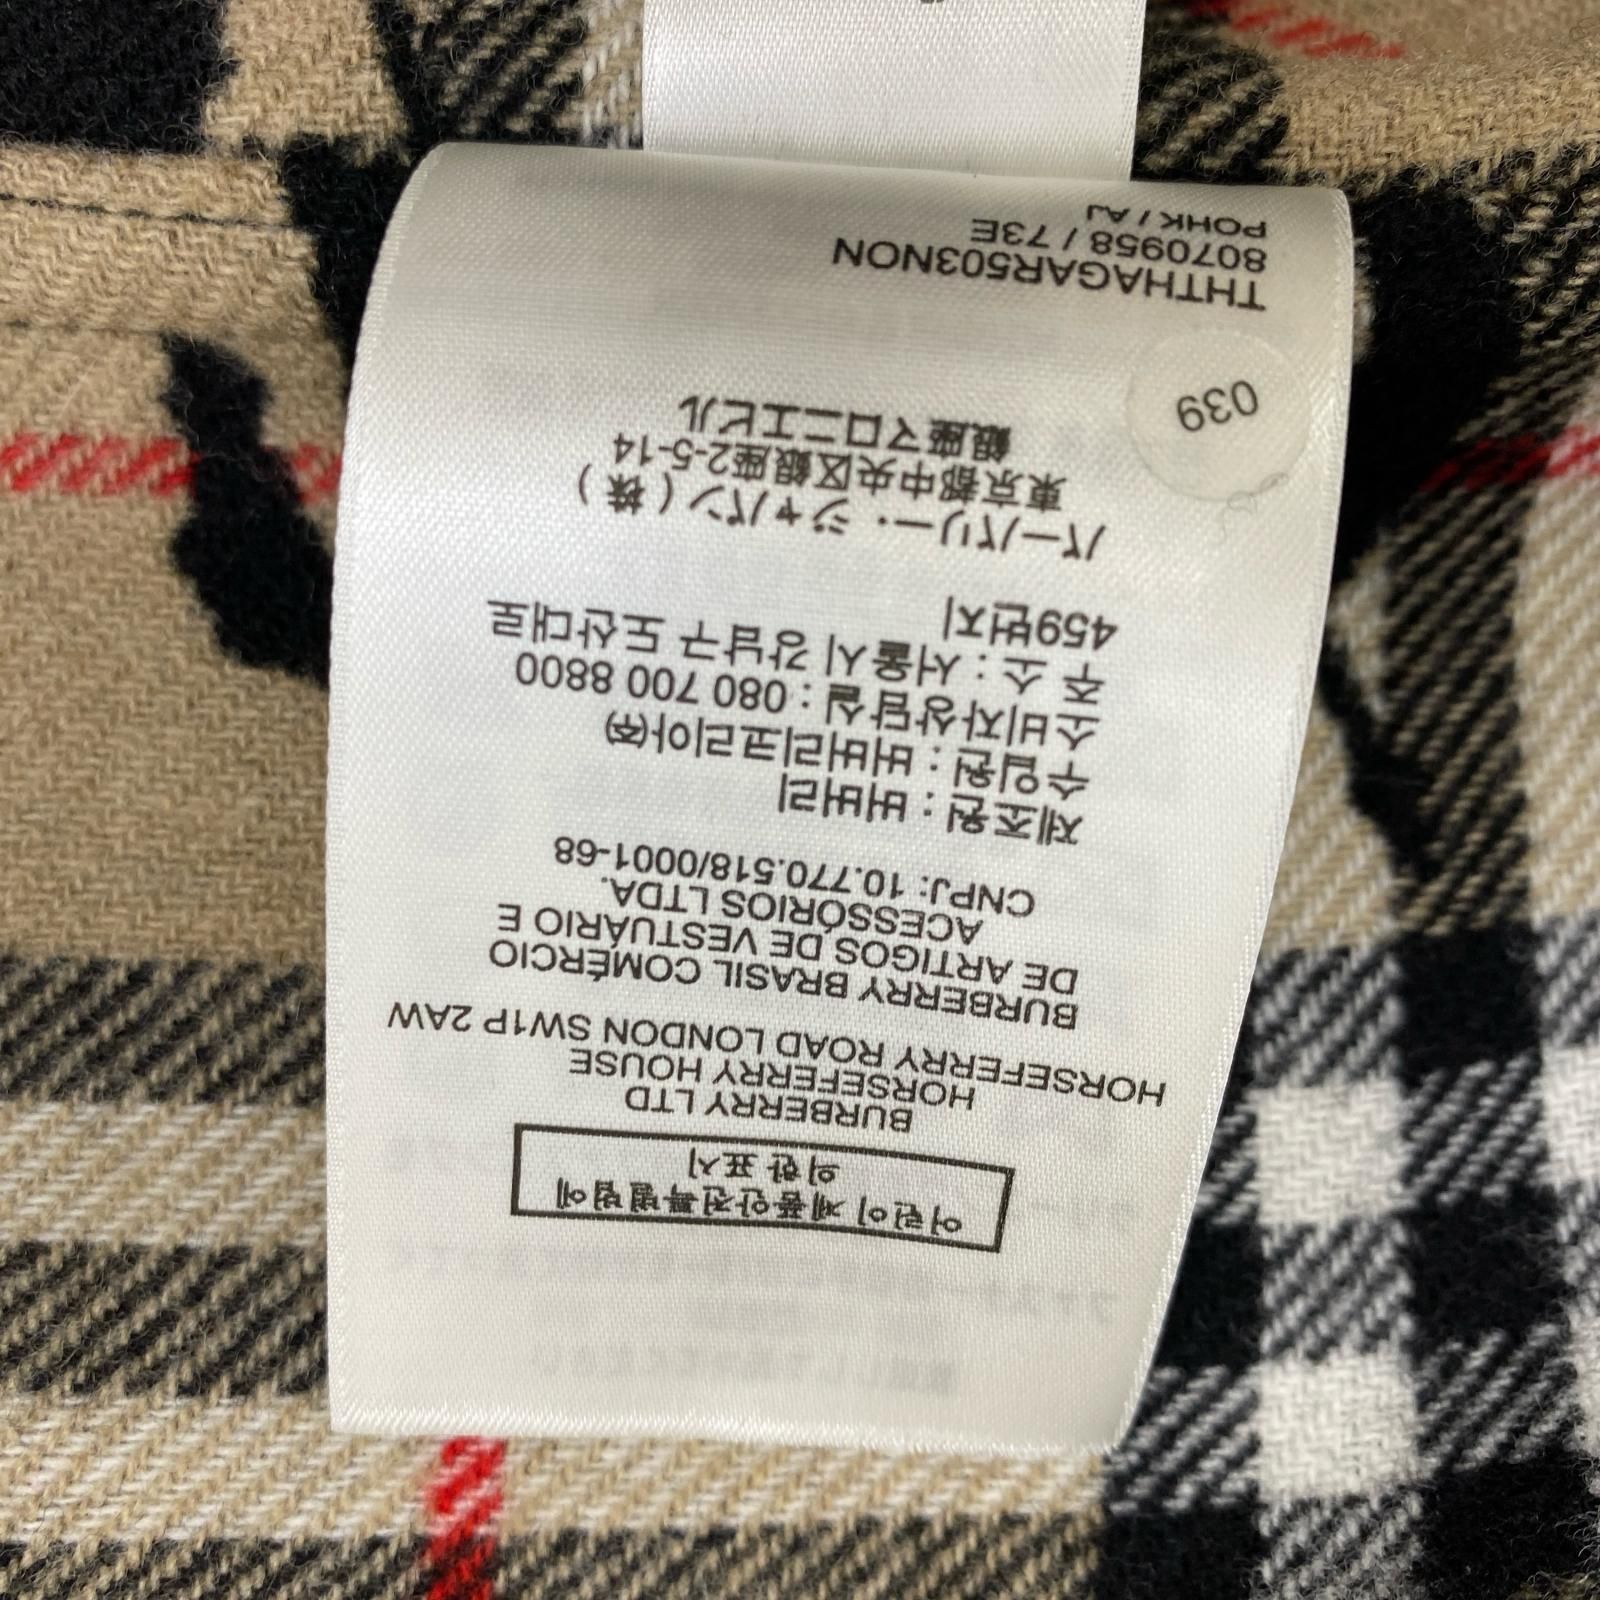 어린이 제품안전특별법에
의한 표시
BURBERRY LTD
HORSEFERRY HOUSE
HORSEFERRY ROAD LONDON SW1P 2AW
BURBERRY BRASIL COMÉRCIO
DE ARTIGOS DE VESTUÁRIO E
ACESSÓRIOS LTDA.
CNPJ: 10.770.518/0001-68
제조원 : 버버리
수입원 : 버버리코리아㈜
소비자상담실 : 080 700 8800
주 소 : 서울시 강남구 도산대로
459번지
バーバリー・ジャパン ( 株 )
東京都中央区銀座2-5-14
銀座マロニエビル
039
THTHAGAR503NON
8070958 / 73E
POHK / AJ